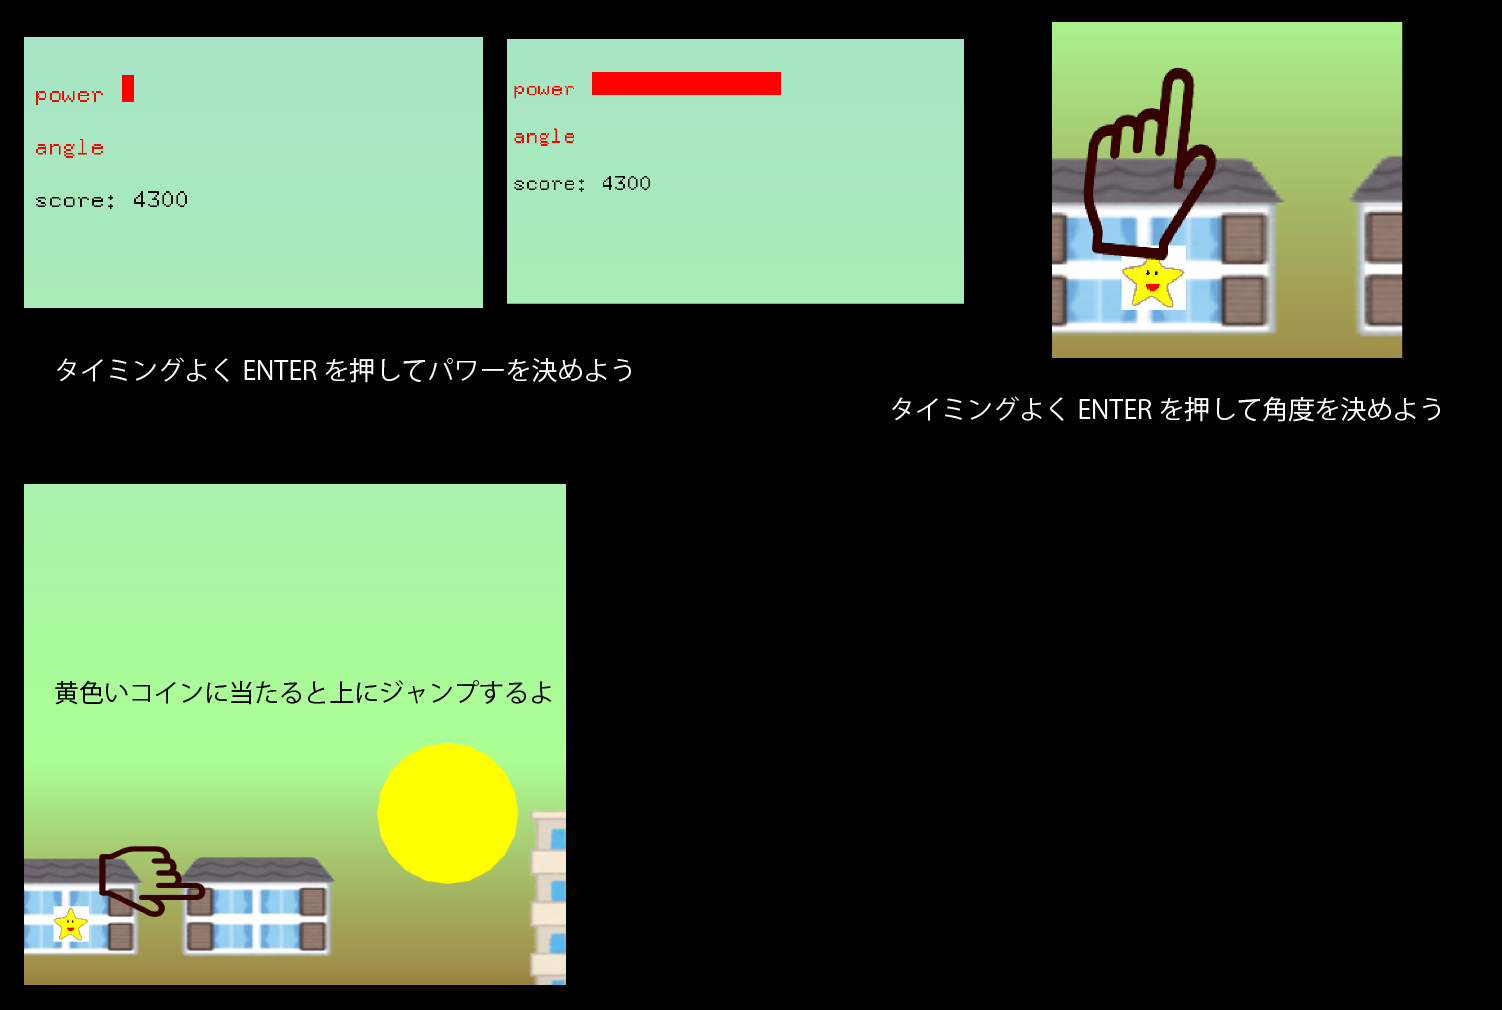 power
angle
score: 4300
power
angle
score: 4300
タイミングよく ENTER を押してパワーを決めよう
タイミングよく ENTER を押して角度を決めよう
黄色いコインに当たると上にジャンプするよ